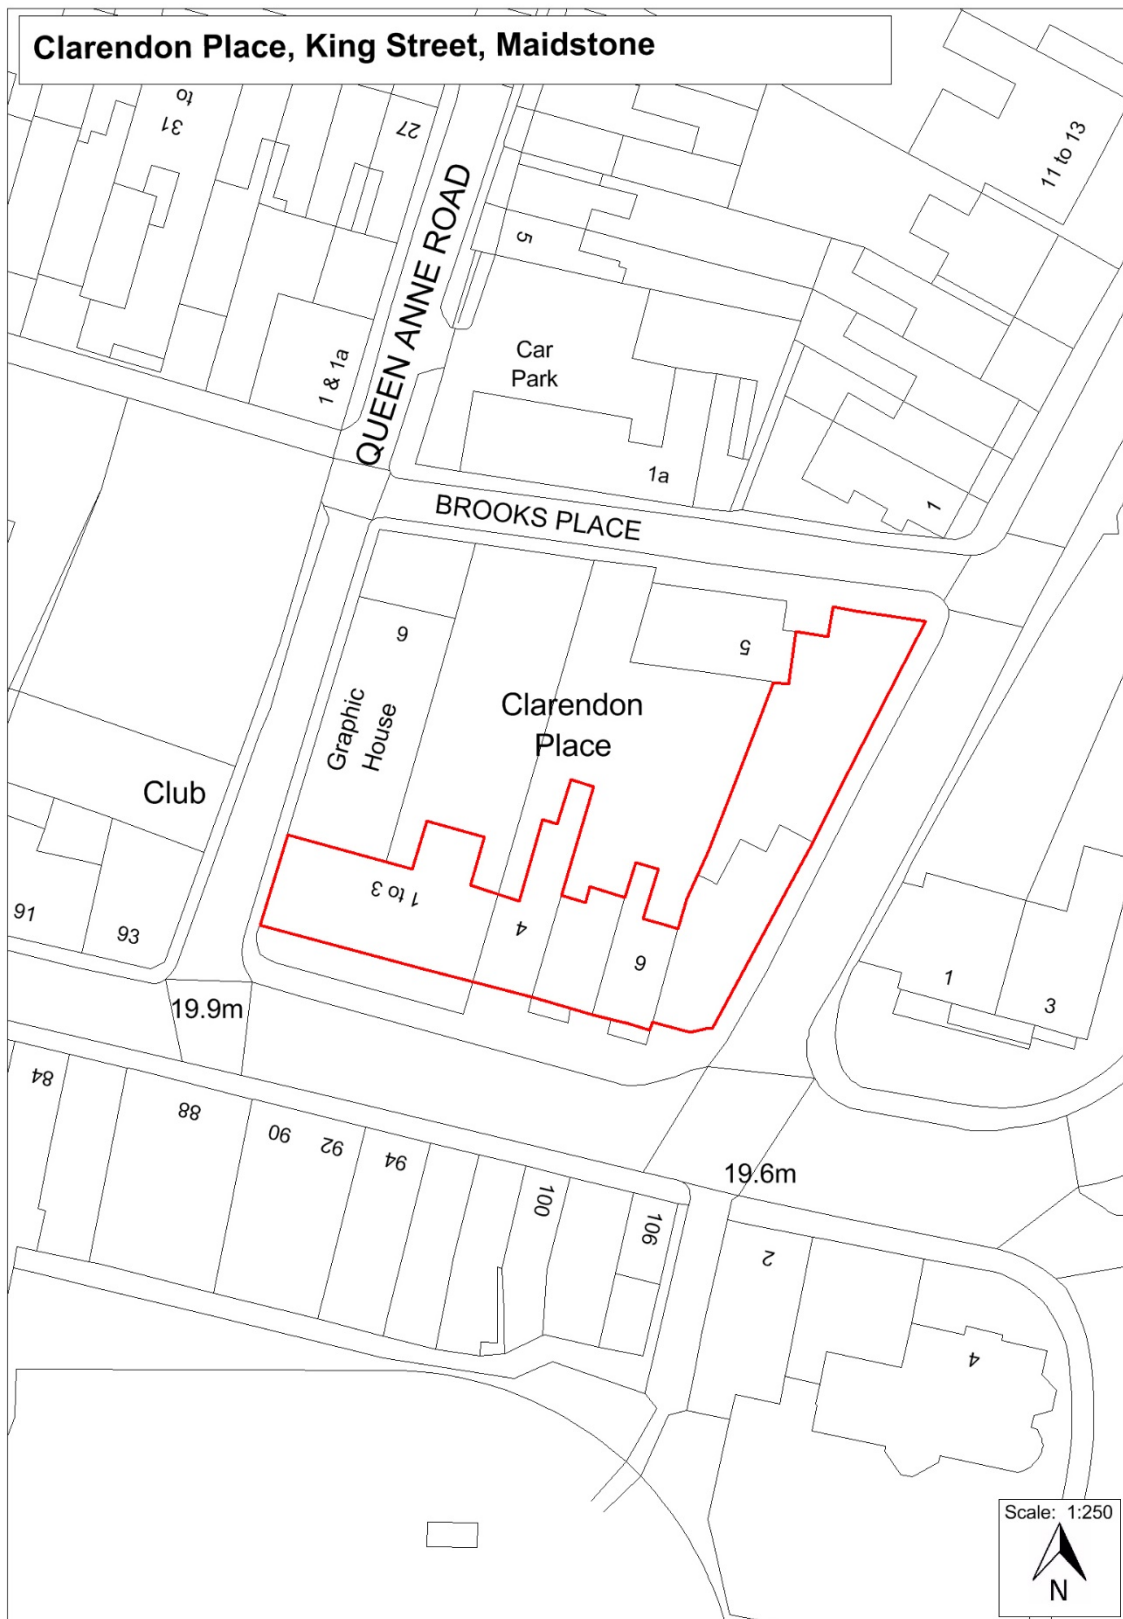 Clarendon Place, King Street, Maidstone
31
to
27
11 to 13
QUEEN ANNE ROAD
5
Car
Park
1 & 1a
1a
1
BROOKS PLACE
6
5
Clarendon
Place
Graphic
House
Club
1 to 3
4
6
91
93
1
3
19.9m
84
88
90
92
94
100
106
19.6m
2
4
Scale: 1:250
N